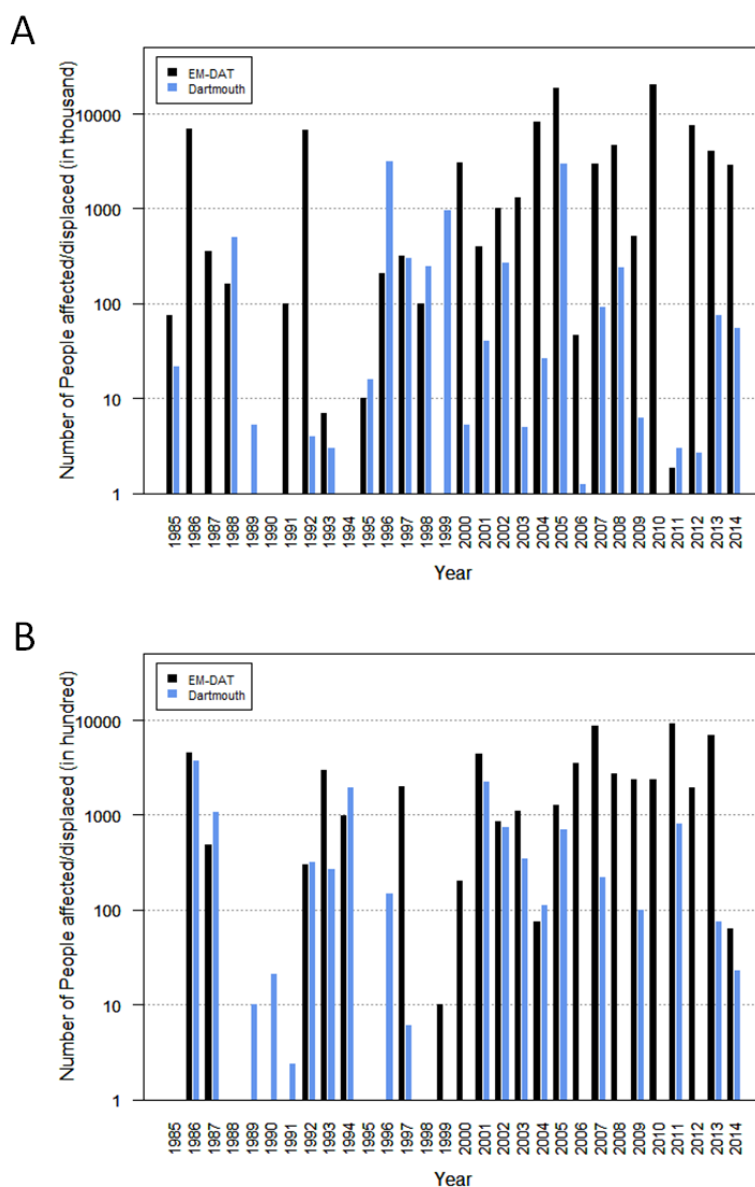 A
Number of People affected/displaced (in thousand)
EM-DAT
Dartmouth
10000
1000
100
10
1
1985 1986 1987 1988 1989 1990 1991 1992 1993 1994 1995 1996 1997 1998 1999 2000 2001 2002 2003 2004 2005 2006 2007 2008 2009 2010 2011 2012 2013 2014
Year
B
Number of People affected/displaced (in hundred)
EM-DAT
Dartmouth
10000
1000
100
10
1
1985 1986 1987 1988 1989 1990 1991 1992 1993 1994 1995 1996 1997 1998 1999 2000 2001 2002 2003 2004 2005 2006 2007 2008 2009 2010 2011 2012 2013 2014
Year